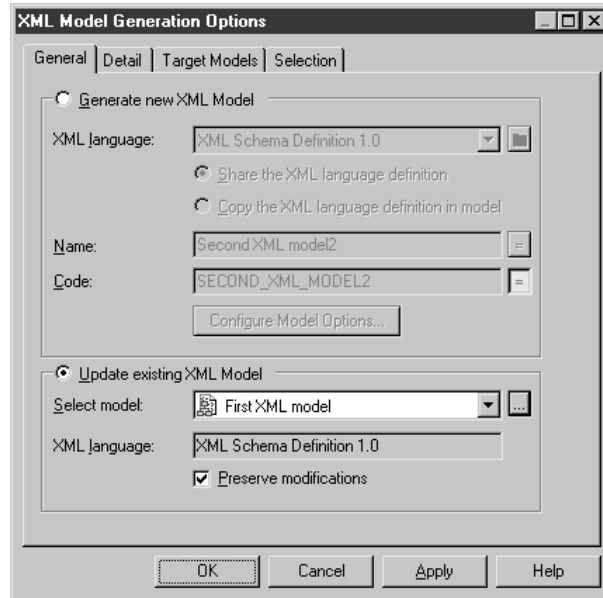 XML Model Generation Options
General Detail Target Models Selection
Generate new XML Model
XML language: XML Schema Definition 1.0
Share the XML language definition
Copy the XML language definition in model
Name: Second XML model2 =
Code: SECOND_XML_MODEL2 =
Configure Model Options...
Update existing XML Model
Select model: First XML model ...
XML language: XML Schema Definition 1.0
Preserve modifications
OK Cancel Apply Help